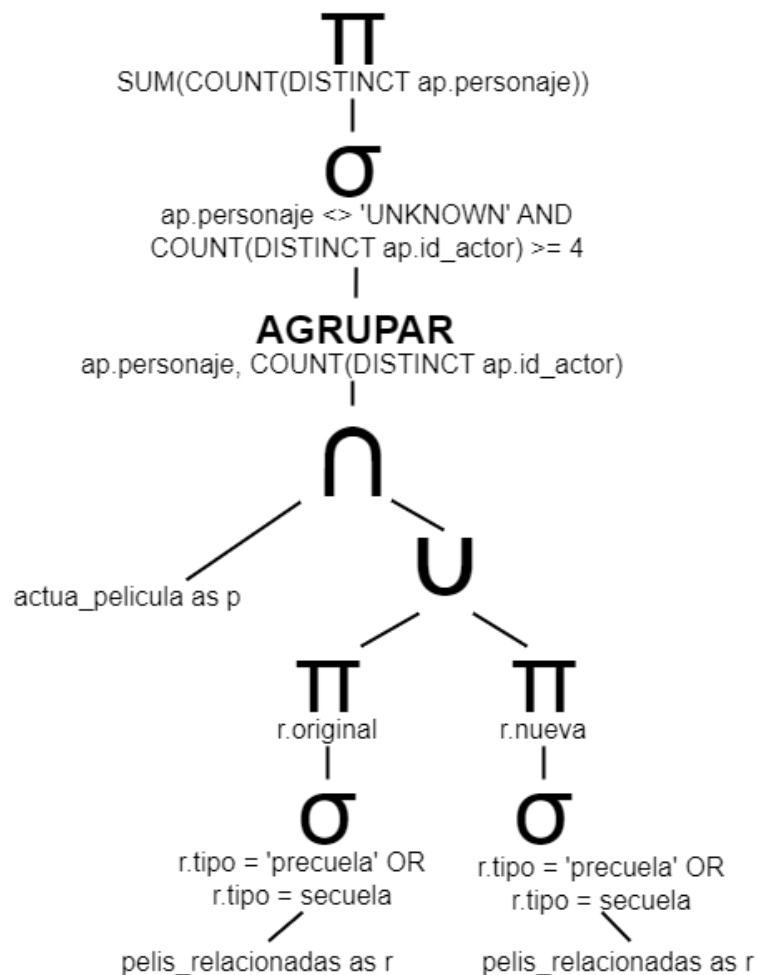 π
SUM(COUNT(DISTINCT ap.personaje))
σ
ap.personaje <> 'UNKNOWN' AND
COUNT(DISTINCT ap.id_actor) >= 4
AGRUPAR
ap.personaje, COUNT(DISTINCT ap.id_actor)
∩
actua_pelicula as p
∪
π
r.original
σ
r.tipo = 'precuela' OR
r.tipo = secuela
pelis_relacionadas as r
π
r.nueva
σ
r.tipo = 'precuela' OR
r.tipo = secuela
pelis_relacionadas as r